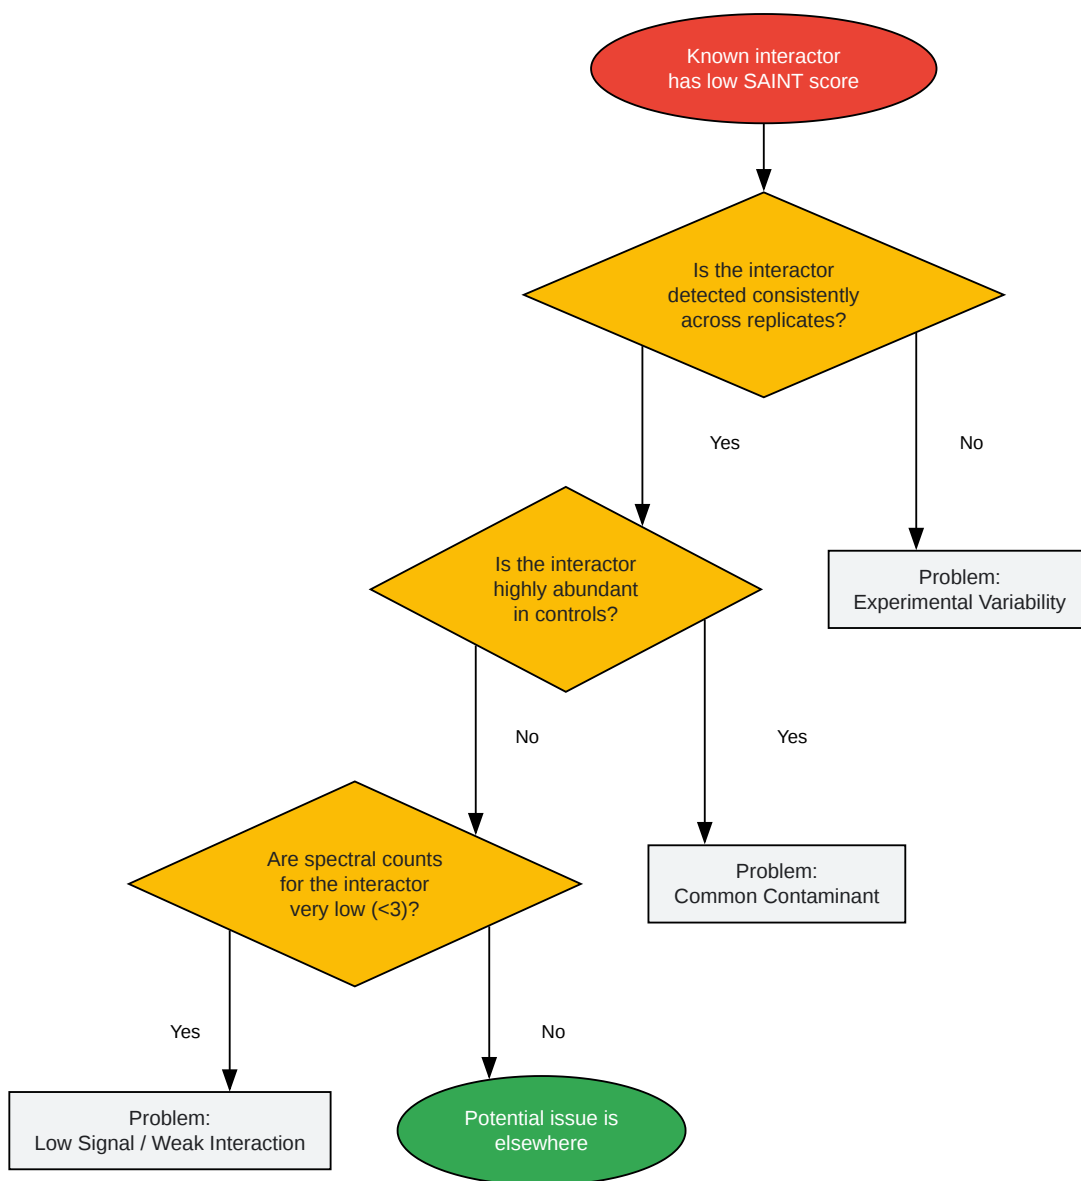 Known interactor
has low SAINT score
Is the interactor
detected consistently
across replicates?
Yes
No
Is the interactor
highly abundant
in controls?
Problem:
Experimental Variability
No
Yes
Are spectral counts
for the interactor
very low (<3)?
Problem:
Common Contaminant
Yes
No
Problem:
Low Signal / Weak Interaction
Potential issue is
elsewhere